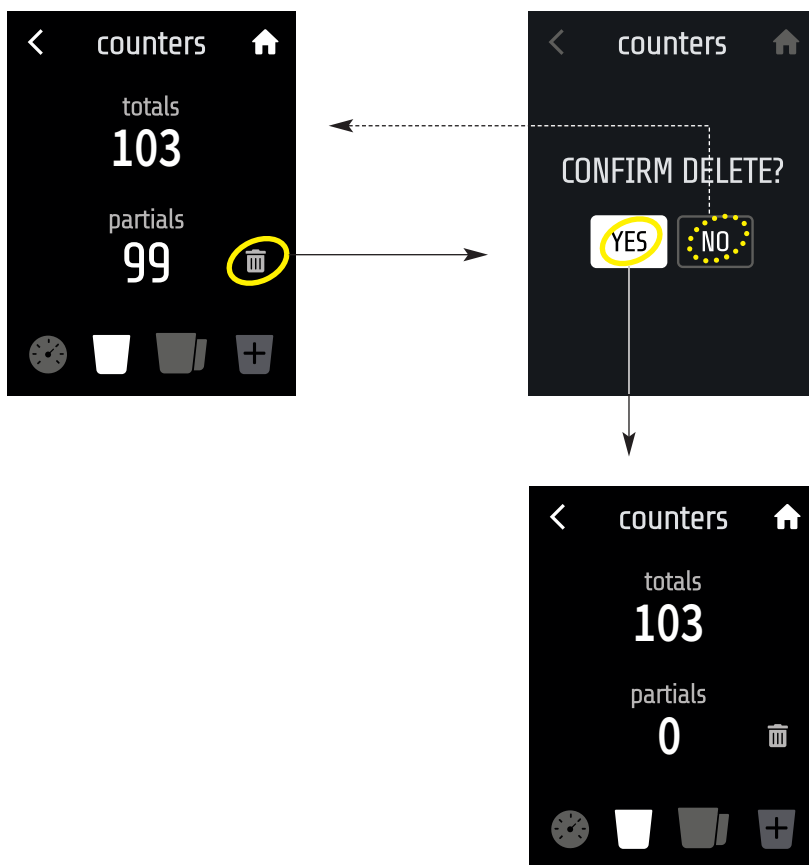 counters
totals
103
partials
99
counters
CONFIRM DELETE?
YES NO
counters
totals
103
partials
0